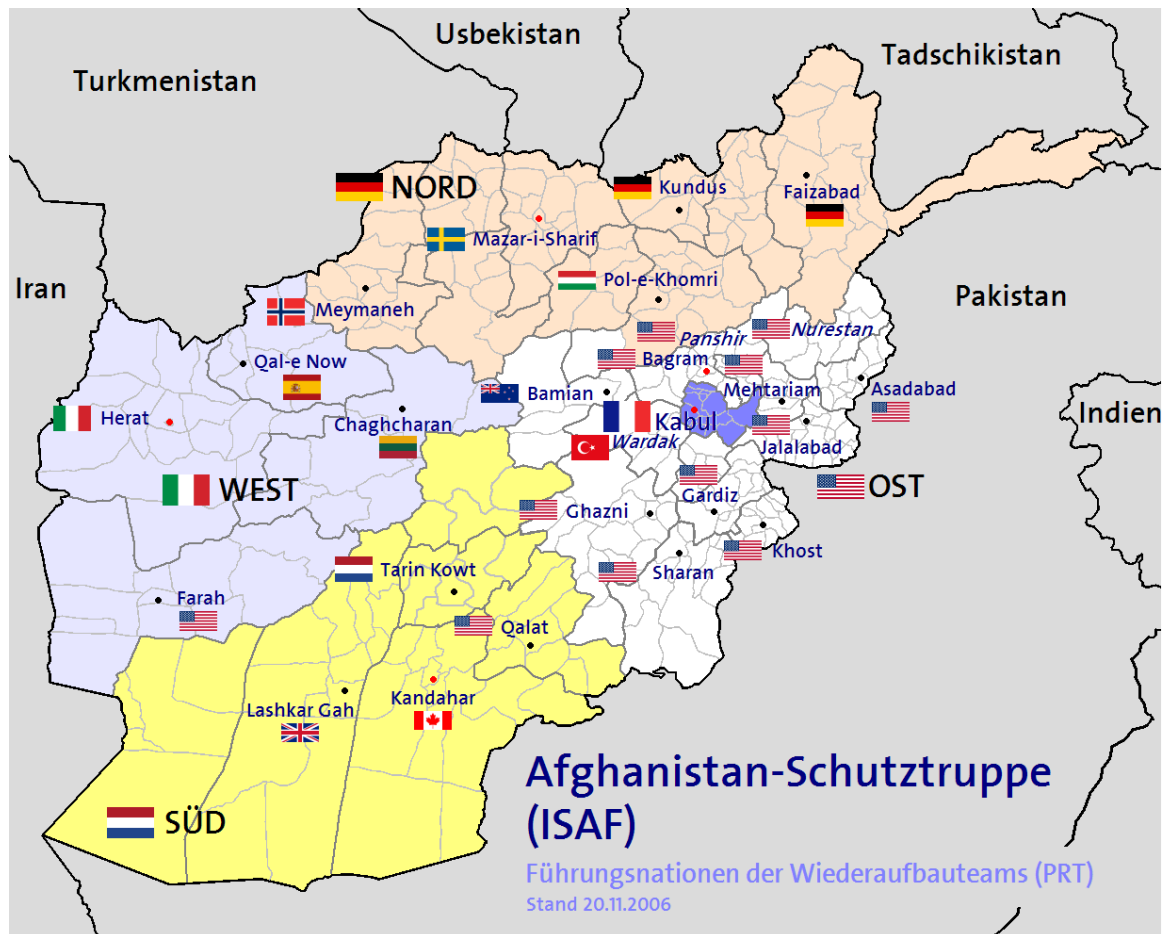 Usbekistan
Tadschikistan
Turkmenistan
NORD
Kundus
Faizabad
Mazar-i-Sharif
Iran
Pol-e-Khomri
Pakistan
Meymaneh
Panshir
Nurestan
Qal-e Now
Bagram
Bamian
Mehtariam
Asadabad
Herat
Chaghcharan
Kabul
Indien
Wardak
Jalalabad
WEST
OST
Gardiz
Ghazni
Khost
Tarin Kowt
Sharan
Farah
Qalat
Kandahar
Lashkar Gah
SÜD
Afghanistan-Schutztruppe
(ISAF)
Führungsnationen der Wiederaufbauteams (PRT)
Stand 20.11.2006